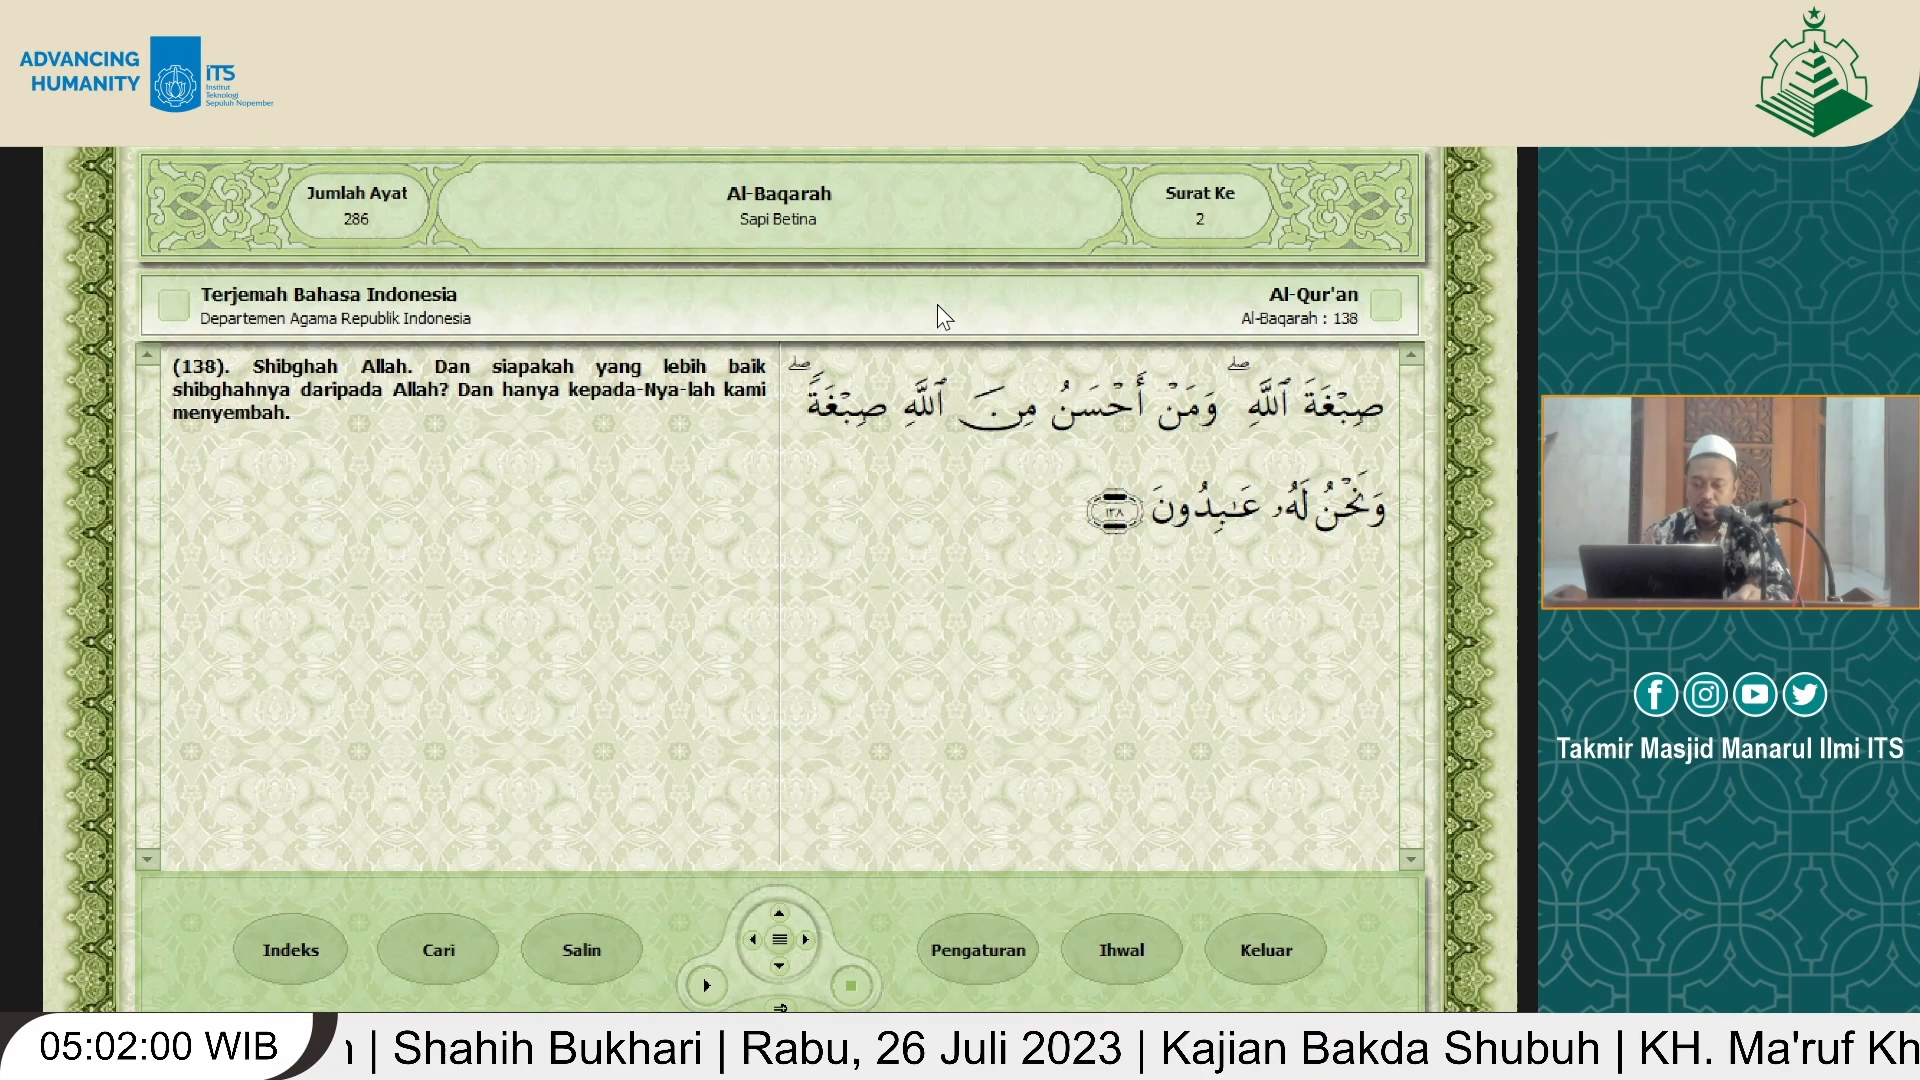 ADVANCING
HUMANITY
ITS
Institut
Teknologi
Sepuluh Nopember
Jumlah Ayat
286
Al-Baqarah
Sapi Betina
Surat Ke
2
Terjemah Bahasa Indonesia
Departemen Agama Republik Indonesia
Al-Qur'an
Al-Baqarah : 138
(138). Shibghah Allah. Dan siapakah yang lebih baik
shibghahnya daripada Allah? Dan hanya kepada-Nya-lah kami
menyembah.
صِبْغَةَ ٱللَّهِ ۖ وَمَنْ أَحْسَنُ مِنَ ٱللَّهِ صِبْغَةً ۖ
وَنَحْنُ لَهُۥ عَـٰبِدُونَ ١٣٨
Indeks
Cari
Salin
Pengaturan
Ihwal
Keluar
Takmir Masjid Manarul Ilmi ITS
05:02:00 WIB
| Shahih Bukhari | Rabu, 26 Juli 2023 | Kajian Bakda Shubuh | KH. Ma'ruf Kh